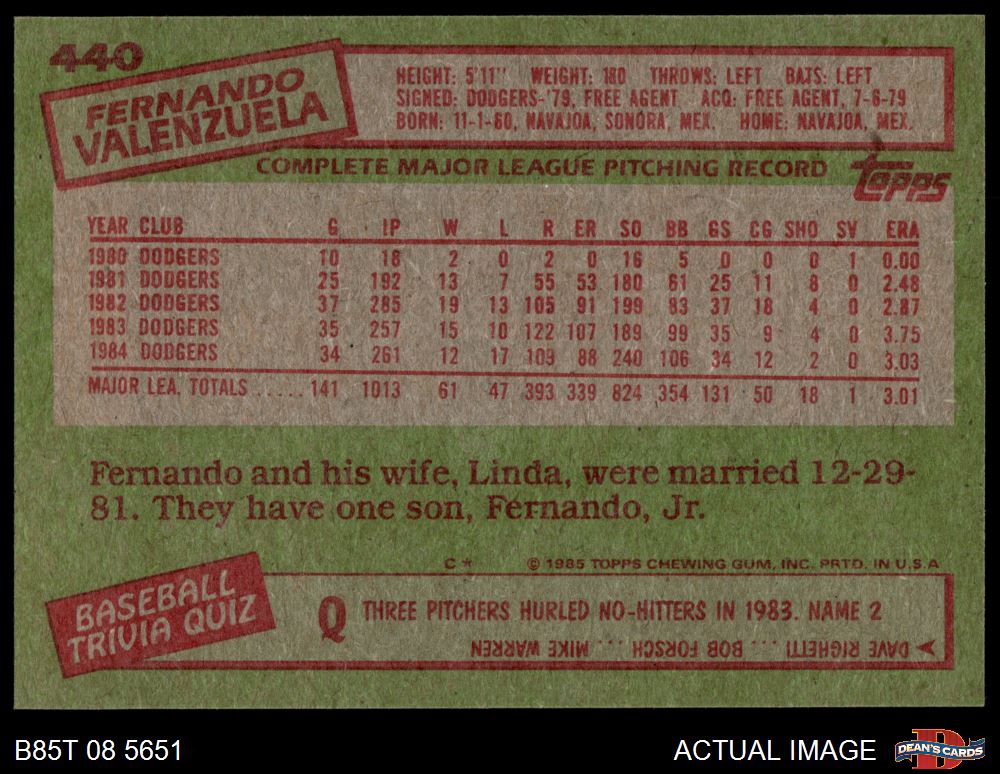 440
FERNANDO
VALENZUELA
HEIGHT: 5'11" WEIGHT: 180 THROWS: LEFT BATS: LEFT
SIGNED: DODGERS-'79, FREE AGENT ACQ: FREE AGENT, 7-6-79
BORN: 11-1-60, NAVAJOA, SONORA, MEX. HOME: NAVAJOA, MEX.
COMPLETE MAJOR LEAGUE PITCHING RECORD
Topps
YEAR CLUB G IP W L R ER SO BB GS CG SHO SV ERA
1980 DODGERS 10 18 2 0 2 0 16 5 0 0 0 1 0.00
1981 DODGERS 25 192 13 7 55 53 180 61 25 11 8 0 2.48
1982 DODGERS 37 285 19 13 105 91 199 83 37 18 4 0 2.87
1983 DODGERS 35 257 15 10 122 107 189 99 35 9 4 0 3.75
1984 DODGERS 34 261 12 17 109 88 240 106 34 12 2 0 3.03
MAJOR LEA. TOTALS ..... 141 1013 61 47 393 339 824 354 131 50 18 1 3.01
Fernando and his wife, Linda, were married 12-29-
81. They have one son, Fernando, Jr.
C* © 1985 TOPPS CHEWING GUM, INC. PRTD. IN U.S.A
BASEBALL
TRIVIA QUIZ
Q THREE PITCHERS HURLED NO-HITTERS IN 1983. NAME 2
DAVE RIGHETTI ... BOB FORSCH ... MIKE WARREN
B85T 08 5651
ACTUAL IMAGE
D
DEAN'S CARDS